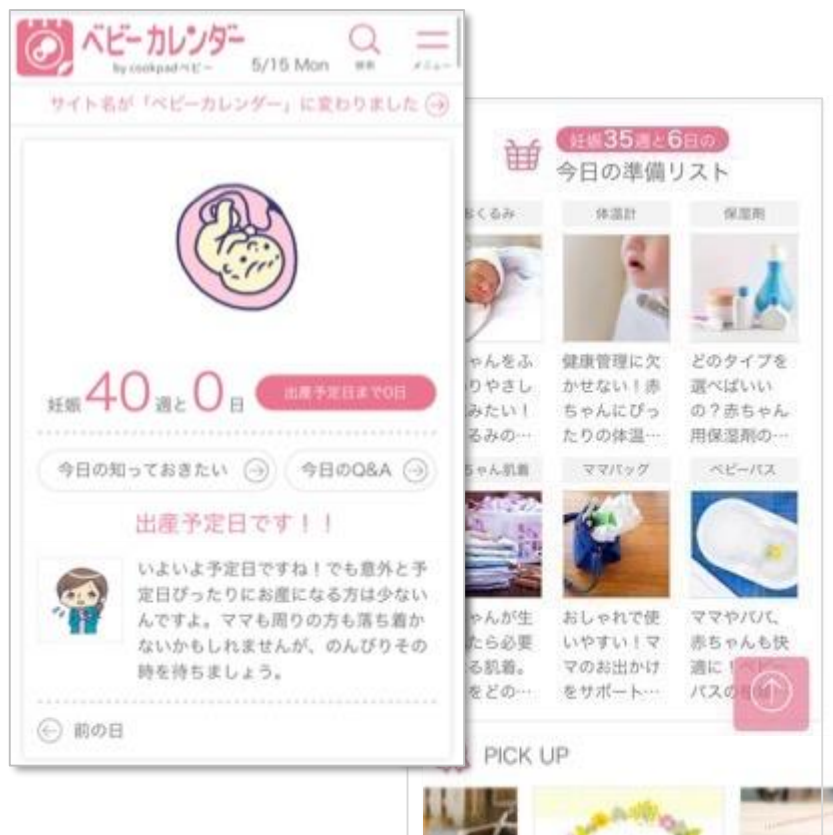 ベビーカレンダー
by cookpadベビー
5/15 Mon
検索
メニュー
サイト名が「ベビーカレンダー」に変わりました
妊娠40週と0日
出産予定日まで0日
今日の知っておきたい
今日のQ&A
出産予定日です！！
いよいよ予定日ですね！でも意外と予
定日ぴったりにお産になる方は少ない
んですよ。ママも周りの方も落ち着か
ないかもしれませんが、のんびりその
時を待ちましょう。
前の日
妊娠35週と6日の
今日の準備リスト
おくるみ
体温計
保湿剤
ゃんをふ
りやさし
みたい！
るみの…
健康管理に欠
かせない！赤
ちゃんにぴっ
たりの体温…
どのタイプを
選べばいい
の？赤ちゃん
用保湿剤の…
ちゃん肌着
ママバッグ
ベビーバス
ゃんが生
たら必要
る肌着。
をどの…
おしゃれで使
いやすい！マ
マのお出かけ
をサポート…
ママやパパ、
赤ちゃんも快
適に！ベビー
バスの
PICK UP